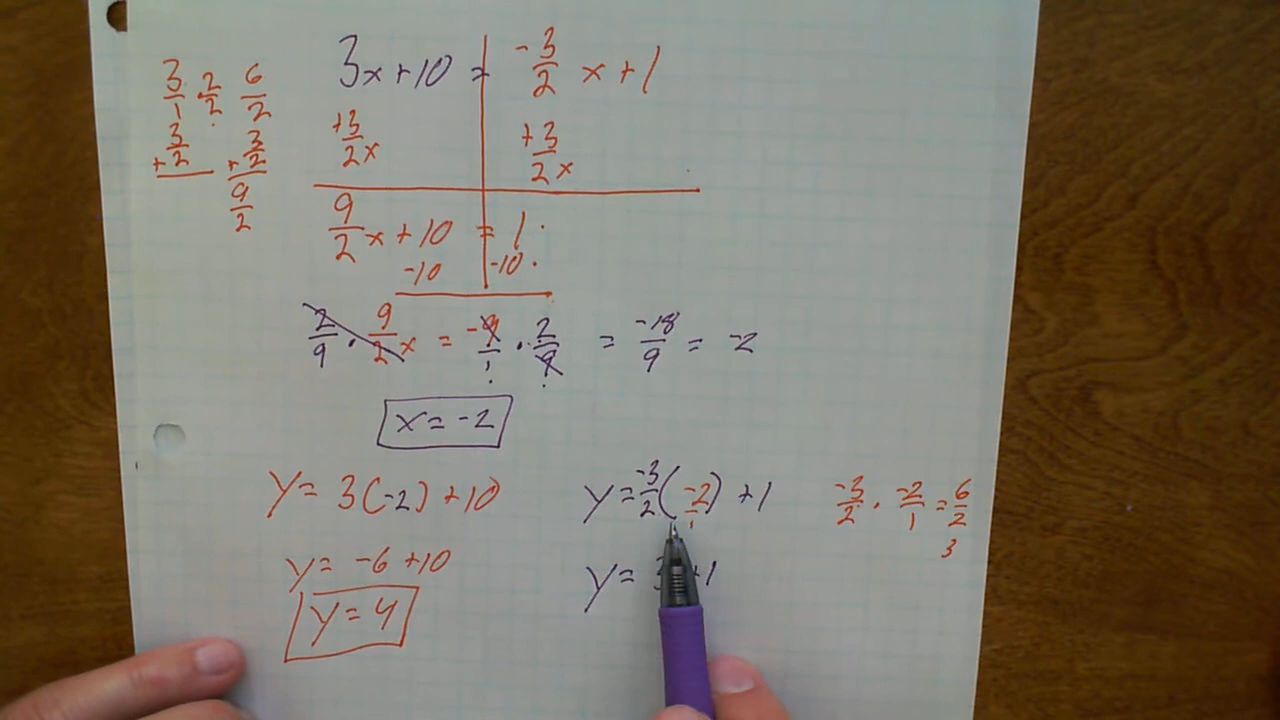 3/1 · 2/2 6/2
+ 3/2 + 3/2
9/2
3x + 10 = -3/2 x + 1
+3/2 x +3/2 x
9/2 x + 10 = 1
-10 -10
2/9 · 9/2 x = -9/1 · 2/9 = -18/9 = -2
x = -2
y = 3(-2) + 10
y = -6 + 10
y = 4
y = -3/2 (-2/1) + 1
y = 3 + 1
-3/2 · -2/1 = 6/2
3